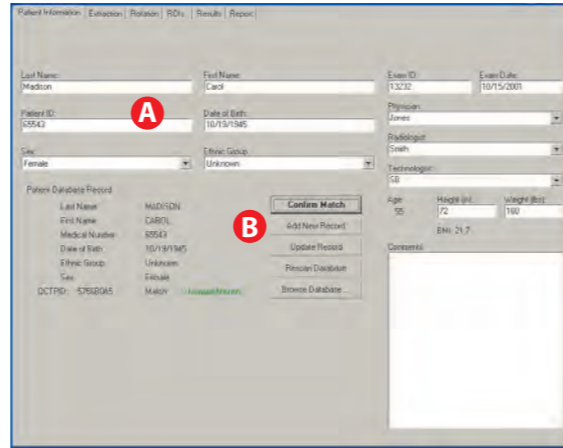 Patient Information Extraction Rotation ROIs Results Report
Last Name: First Name: Exam ID: Exam Date:
Madison Carol 13232 10/15/2001
Patient ID: Date of Birth: Physician:
65543 10/19/1945 Jones
A
Radiologist:
Sex: Ethnic Group: Smith
Female Unknown Technologist:
SB
Patient Database Record
Last Name: MADISON Confirm Match Age Height (in) Weight (lbs)
First Name: CAROL 55 72 160
B
Medical Number: 65543 Add New Record BMI: 21.7
Date of Birth: 10/19/1945 Update Record Comments
Ethnic Group: Unknown Rescan Database
Sex: Female
QCTPID: Match Browse Database ...